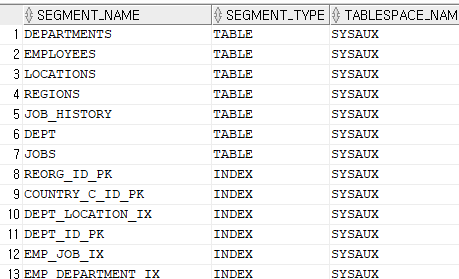 SEGMENT_NAME SEGMENT_TYPE TABLESPACE_NAM
1 DEPARTMENTS TABLE SYSAUX
2 EMPLOYEES TABLE SYSAUX
3 LOCATIONS TABLE SYSAUX
4 REGIONS TABLE SYSAUX
5 JOB_HISTORY TABLE SYSAUX
6 DEPT TABLE SYSAUX
7 JOBS TABLE SYSAUX
8 REORG_ID_PK INDEX SYSAUX
9 COUNTRY_C_ID_PK INDEX SYSAUX
10 DEPT_LOCATION_IX INDEX SYSAUX
11 DEPT_ID_PK INDEX SYSAUX
12 EMP_JOB_IX INDEX SYSAUX
13 EMP_DEPARTMENT_IX INDEX SYSAUX